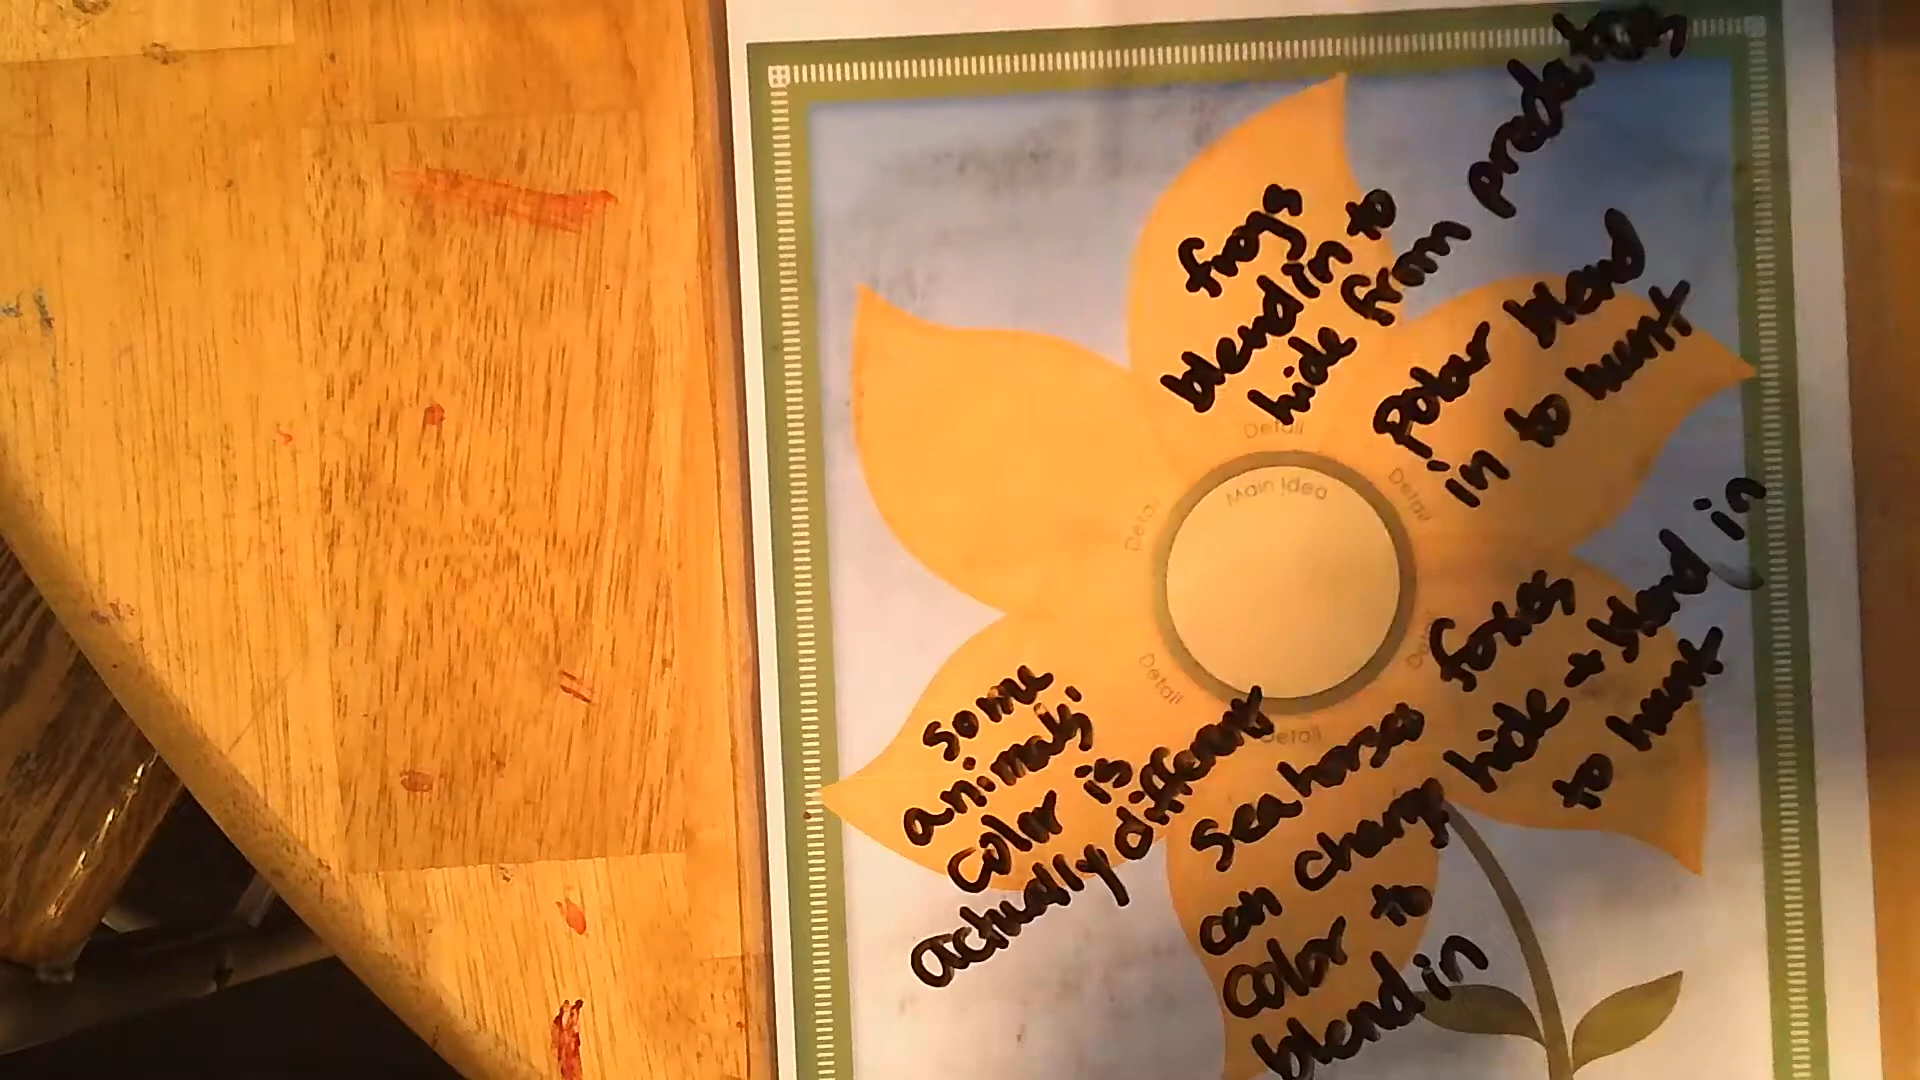 frogs
blend in to
hide from predators
Detail
Polar blend
in to hunt
Detail
Main Idea
foxes
hide + blend in
to hunt
Detail
Sea horses
can change
Color to
blend in
Detail
some
animals'
Color is
actually different
Detail